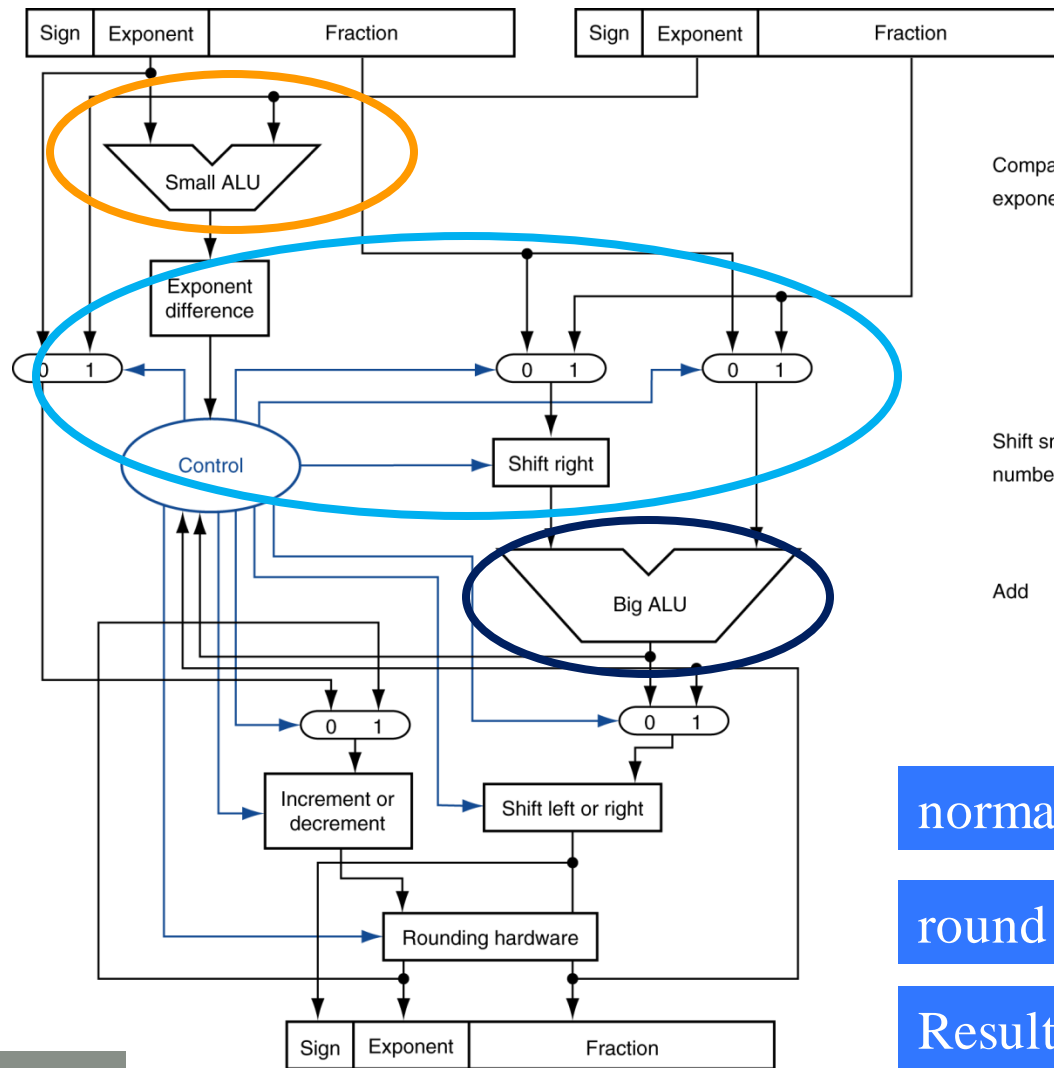 Sign Exponent Fraction
Sign Exponent Fraction
Small ALU
Exponent
difference
0 1
0 1
0 1
Control
Shift right
Big ALU
Add
0 1
0 1
Increment or
decrement
Shift left or right
round
Rounding hardware
Result
Sign Exponent Fraction